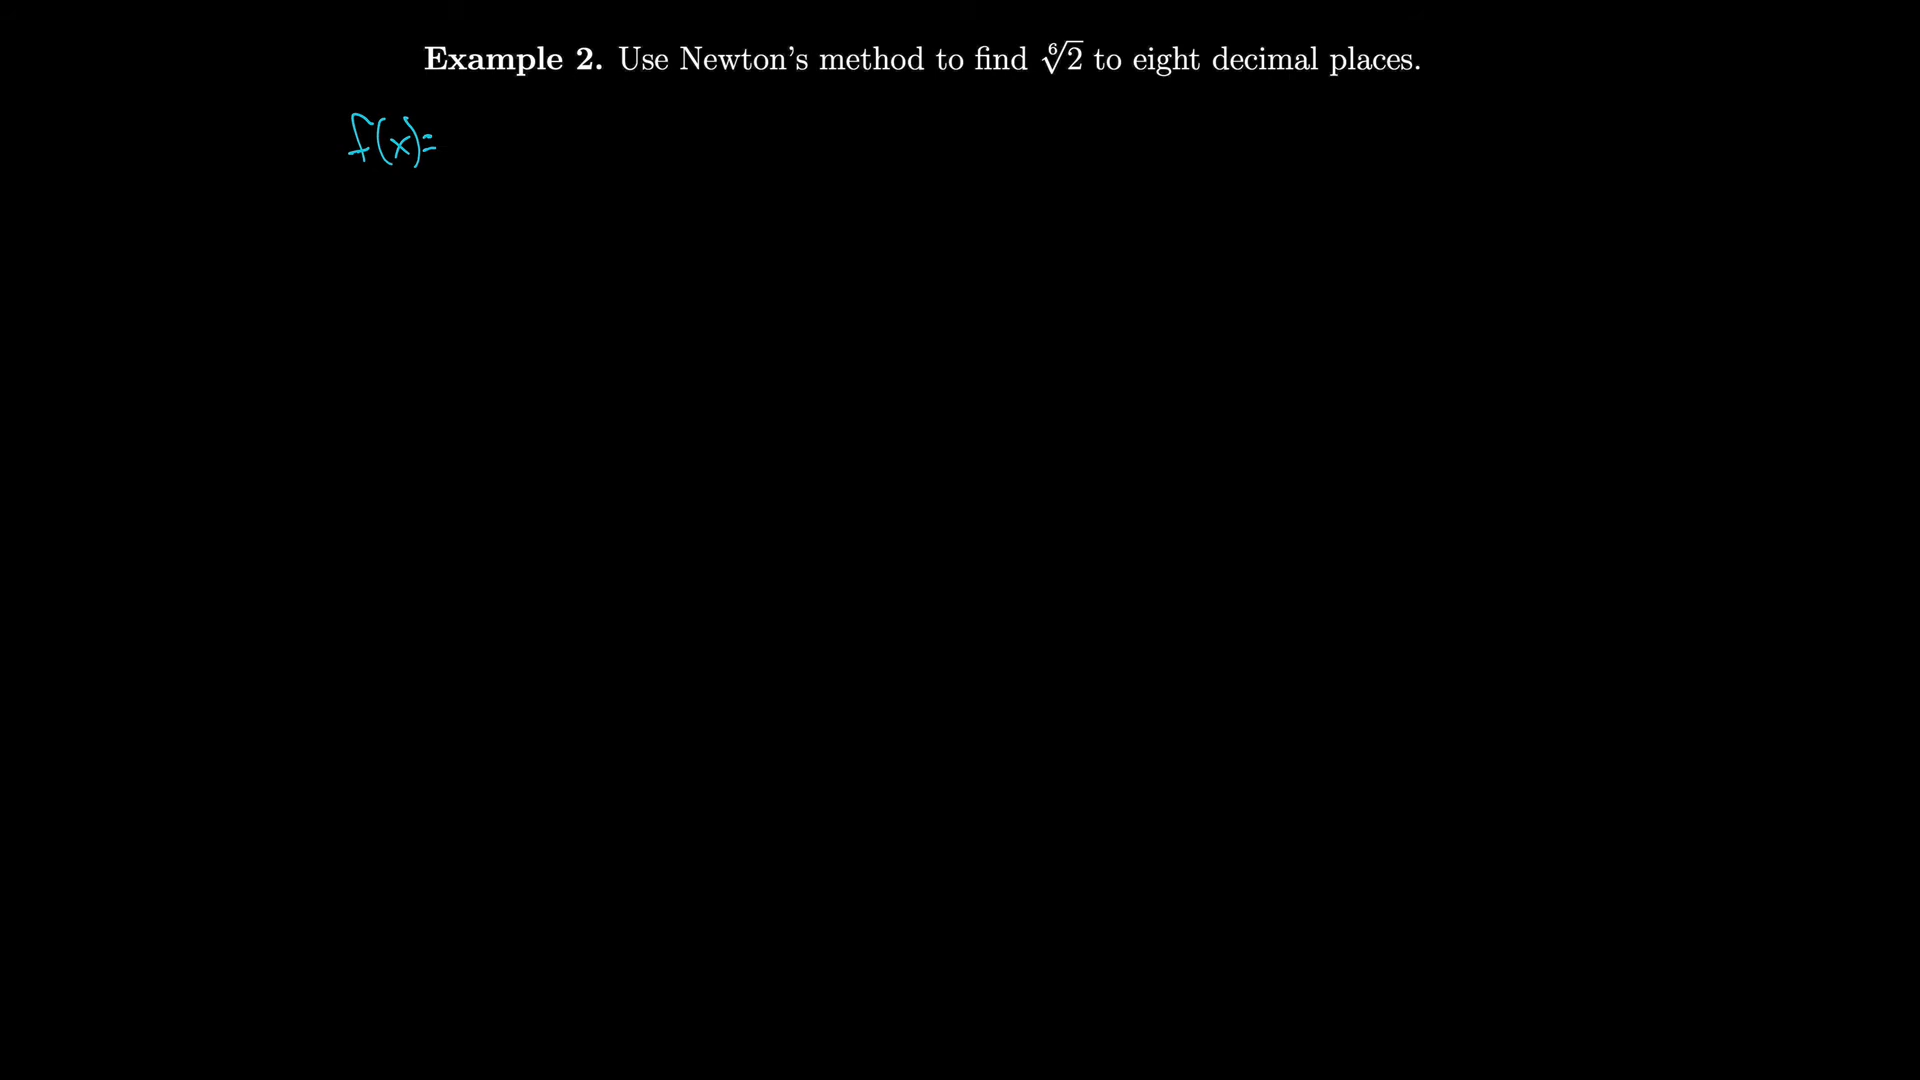 Example 2. Use Newton's method to find ⁶√2 to eight decimal places.
f(x)=